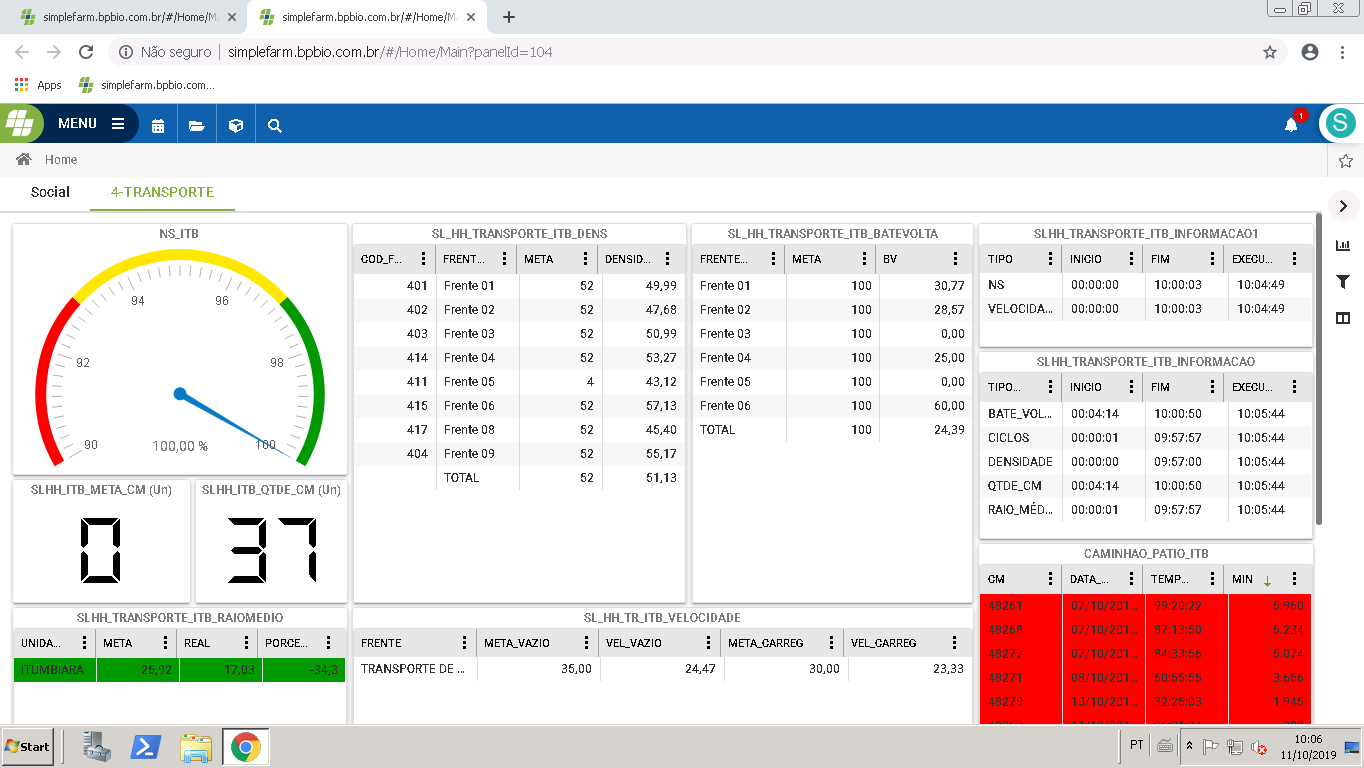 simplefarm.bpbio.com.br/#/Home/M
simplefarm.bpbio.com.br/#/Home/M
Não seguro
simplefarm.bpbio.com.br/#/Home/Main?panelId=104
Apps
simplefarm.bpbio.com...
MENU
1
S
Home
Social
4-TRANSPORTE
NS_ITB
90
92
94
96
98
100
100,00 %
SLHH_ITB_META_CM (Un)
0
SLHH_ITB_QTDE_CM (Un)
37
SLHH_TRANSPORTE_ITB_RAIOMEDIO
UNIDA... META REAL PORCE...
ITUMBIARA 25,92 17,03 -34,3
SL_HH_TRANSPORTE_ITB_DENS
COD_F... FRENT... META DENSID...
401 Frente 01 52 49,99
402 Frente 02 52 47,68
403 Frente 03 52 50,99
414 Frente 04 52 53,27
411 Frente 05 4 43,12
415 Frente 06 52 57,13
417 Frente 08 52 45,40
404 Frente 09 52 55,17
TOTAL 52 51,13
SL_HH_TRANSPORTE_ITB_BATEVOLTA
FRENTE... META BV
Frente 01 100 30,77
Frente 02 100 28,57
Frente 03 100 0,00
Frente 04 100 25,00
Frente 05 100 0,00
Frente 06 100 60,00
TOTAL 100 24,39
SL_HH_TR_ITB_VELOCIDADE
FRENTE META_VAZIO VEL_VAZIO META_CARREG VEL_CARREG
TRANSPORTE DE ... 35,00 24,47 30,00 23,33
SLHH_TRANSPORTE_ITB_INFORMACAO1
TIPO INICIO FIM EXECU...
NS 00:00:00 10:00:03 10:04:49
VELOCIDA... 00:00:00 10:00:03 10:04:49
SLHH_TRANSPORTE_ITB_INFORMACAO
TIPO... INICIO FIM EXECU...
BATE_VOL... 00:04:14 10:00:50 10:05:44
CICLOS 00:00:01 09:57:57 10:05:44
DENSIDADE 00:00:00 09:57:00 10:05:44
QTDE_CM 00:04:14 10:00:50 10:05:44
RAIO_MÉD... 00:00:01 09:57:57 10:05:44
CAMINHAO_PATIO_ITB
CM DATA_... TEMP... MIN
48261 07/10/201... 99:20:22 5.960
48268 07/10/201... 87:13:50 5.234
48277 07/10/201... 84:33:56 5.074
48271 08/10/201... 60:55:55 3.656
48279 10/10/201... 32:25:03 1.945
Start
PT
10:06
11/10/2019